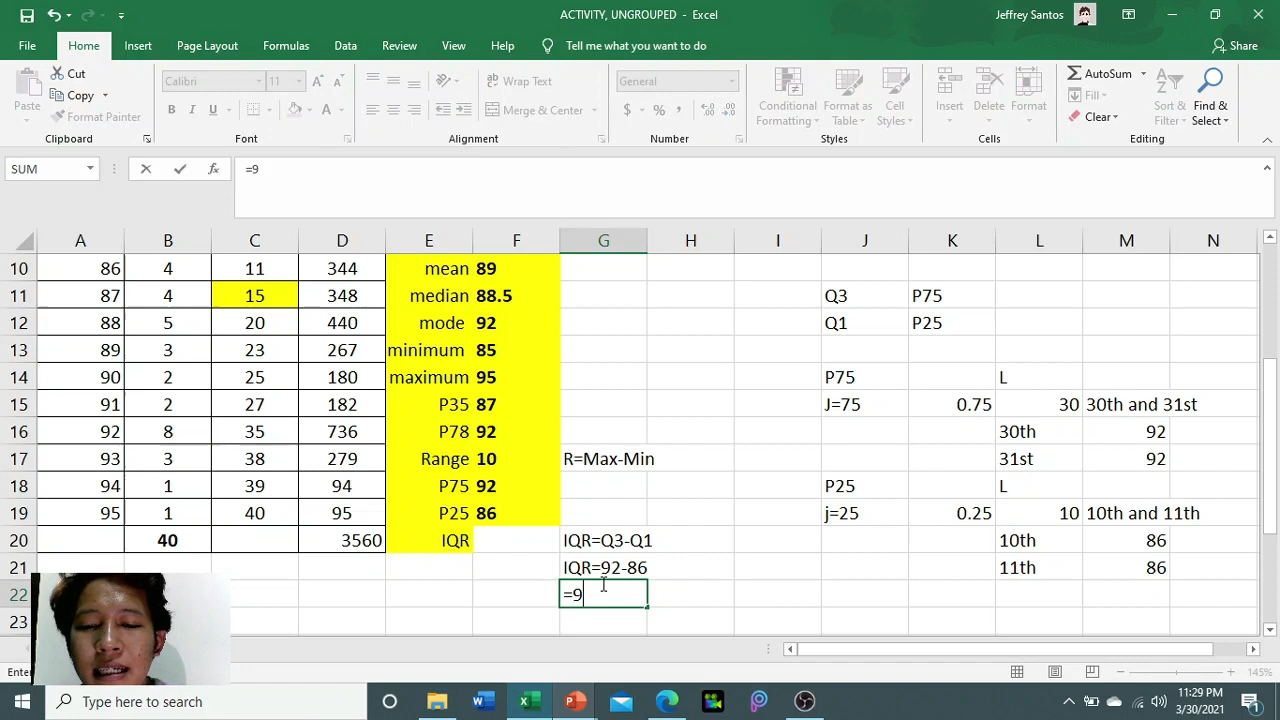 ACTIVITY, UNGROUPED - Excel
Jeffrey Santos
File Home Insert Page Layout Formulas Data Review View Help Tell me what you want to do Share
Paste
Cut
Copy
Format Painter
Clipboard
Calibri 11
B I U
Font
Wrap Text
Merge & Center
Alignment
General
$ %
Number
Conditional Formatting
Format as Table
Cell Styles
Styles
Insert Delete Format
Cells
AutoSum
Fill
Clear
Sort & Filter
Find & Select
Editing
SUM fx =9
A B C D E F G H I J K L M N
10 86 4 11 344 mean 89
11 87 4 15 348 median 88.5 Q3 P75
12 88 5 20 440 mode 92 Q1 P25
13 89 3 23 267 minimum 85
14 90 2 25 180 maximum 95 P75 L
15 91 2 27 182 P35 87 J=75 0.75 30 30th and 31st
16 92 8 35 736 P78 92 30th 92
17 93 3 38 279 Range 10 R=Max-Min 31st 92
18 94 1 39 94 P75 92 P25 L
19 95 1 40 95 P25 86 j=25 0.25 10 10th and 11th
20 40 3560 IQR IQR=Q3-Q1 10th 86
21 IQR=92-86 11th 86
22 =9
23
Ente
145%
Type here to search
11:29 PM
3/30/2021